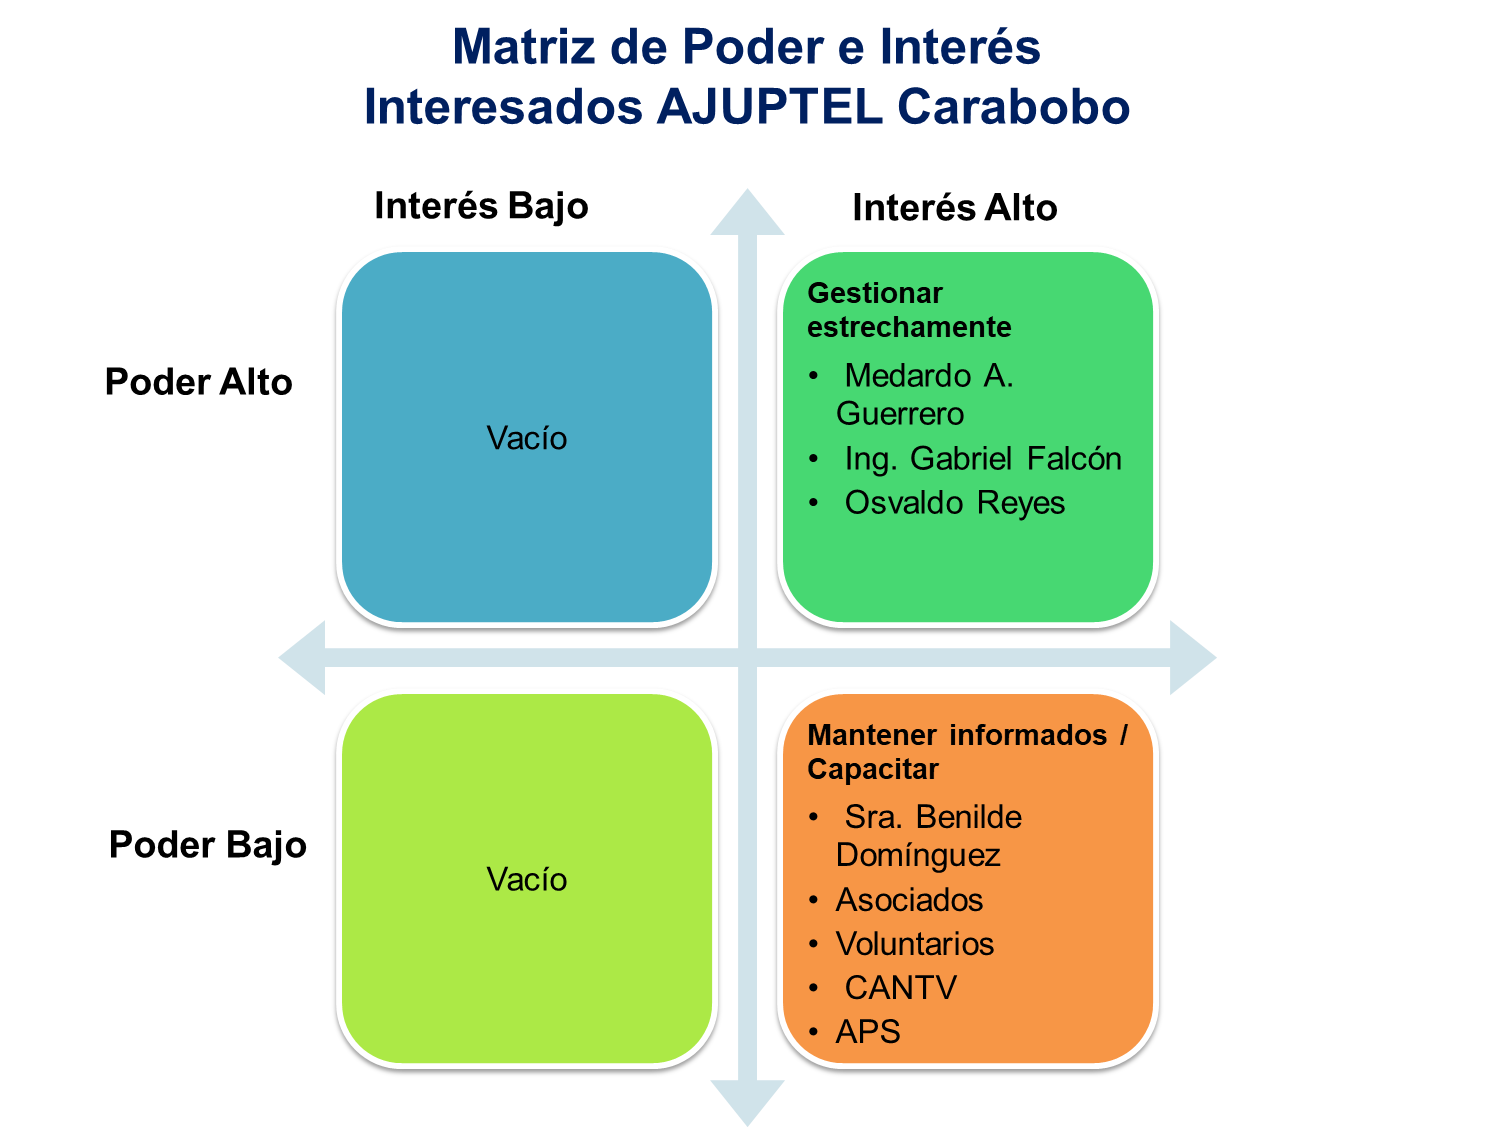 Matriz de Poder e Interés
Interesados AJUPTEL Carabobo
Interés Bajo
Interés Alto
Poder Alto
Vacío
Gestionar
estrechamente
• Medardo A.
Guerrero
• Ing. Gabriel Falcón
• Osvaldo Reyes
Poder Bajo
Vacío
Mantener informados /
Capacitar
• Sra. Benilde
Domínguez
• Asociados
• Voluntarios
• CANTV
• APS